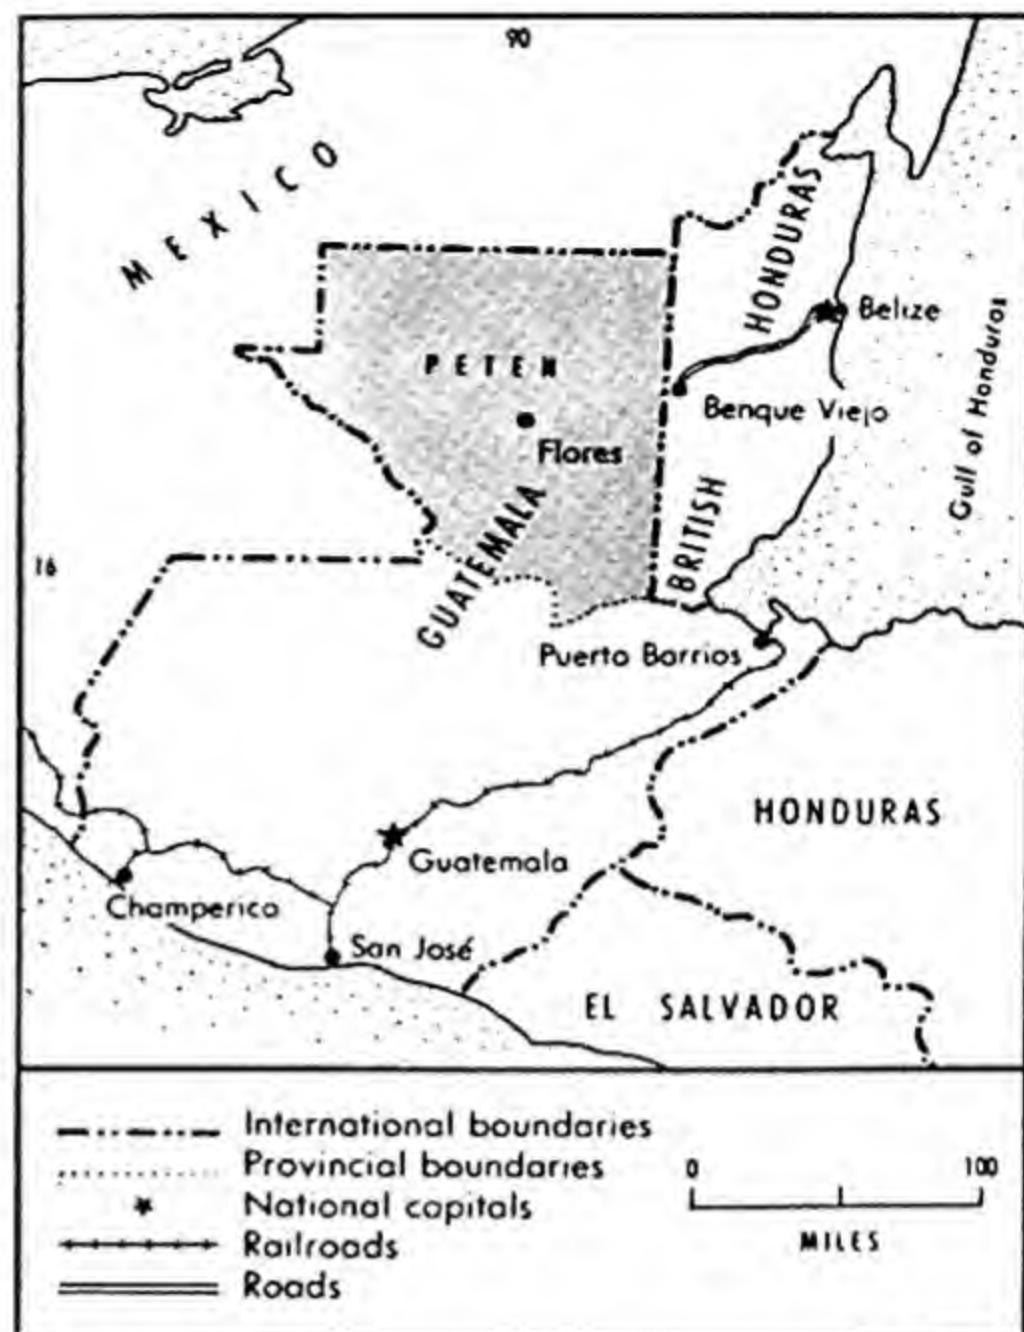 90
MEXICO
HONDURAS
Belize
PETEN
Benque Viejo
Flores
Gulf of Honduras
GUATEMALA
BRITISH
16
Puerto Barrios
HONDURAS
Guatemala
Champerico
San José
EL SALVADOR
International boundaries
Provincial boundaries
National capitals
Railroads
Roads
0 100
MILES